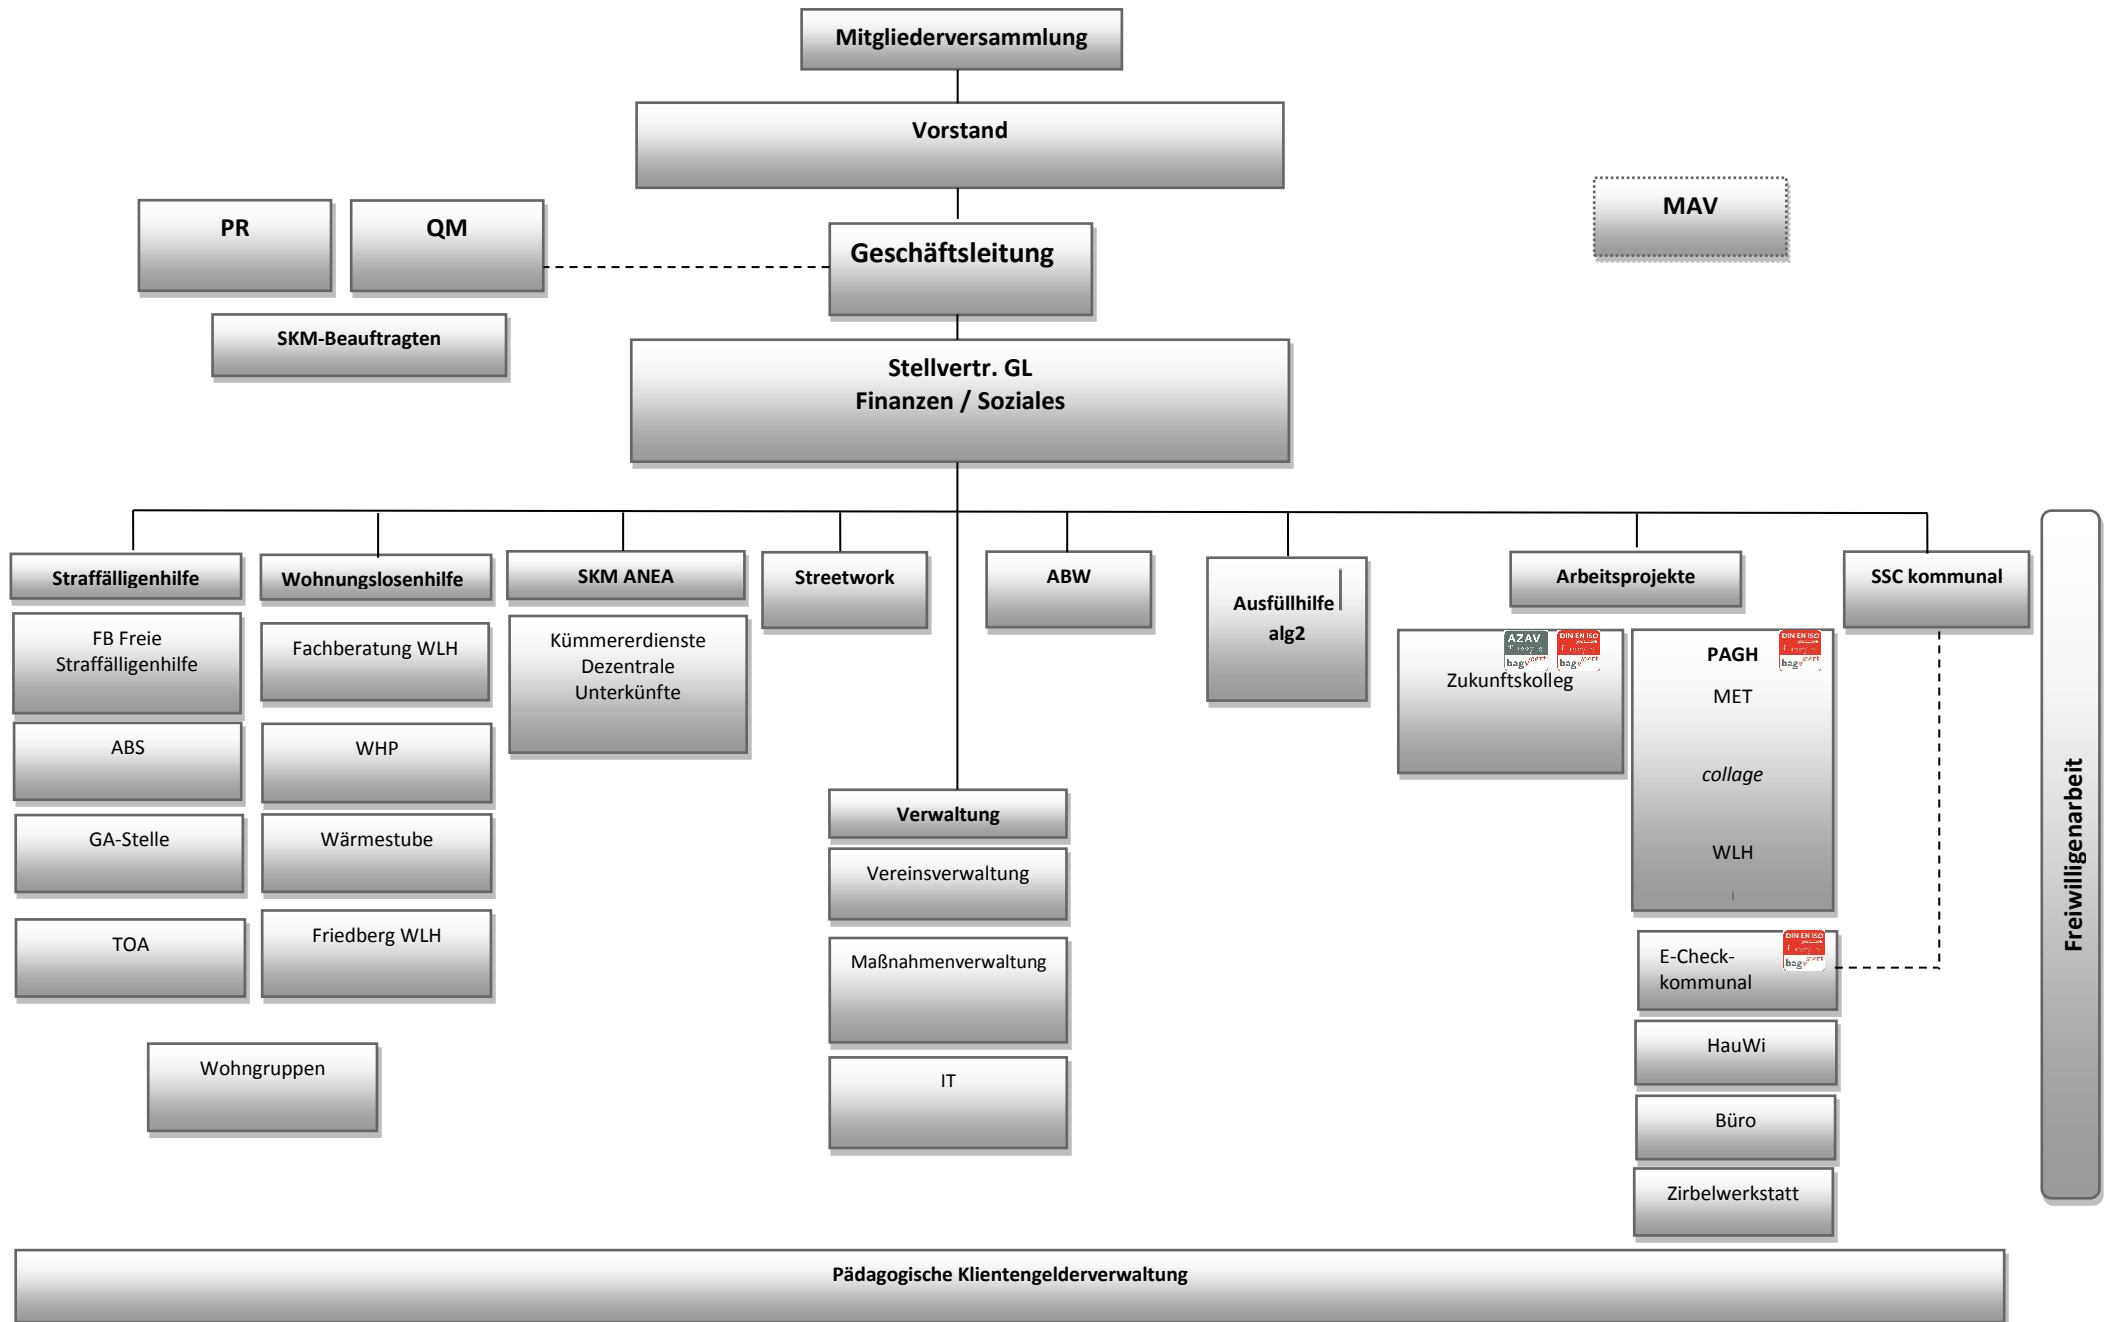 Mitgliederversammlung
Vorstand
PR
QM
Geschäftsleitung
MAV
SKM-Beauftragten
Stellvertr. GL
Finanzen / Soziales
Straffälligenhilfe
Wohnungslosenhilfe
SKM ANEA
Streetwork
ABW
Ausfüllhilfe
alg2
Arbeitsprojekte
SSC kommunal
FB Freie
Straffälligenhilfe
ABS
GA-Stelle
TOA
Fachberatung WLH
WHP
Wärmestube
Friedberg WLH
Wohngruppen
Kümmererdienste
Dezentrale
Unterkünfte
Verwaltung
Vereinsverwaltung
Maßnahmenverwaltung
IT
AZAV
DIN EN ISO
Zukunftskolleg
DIN EN ISO
PAGH
MET
collage
WLH
DIN EN ISO
E-Check-
kommunal
HauWi
Büro
Zirbelwerkstatt
Freiwilligenarbeit
Pädagogische Klientengelderverwaltung